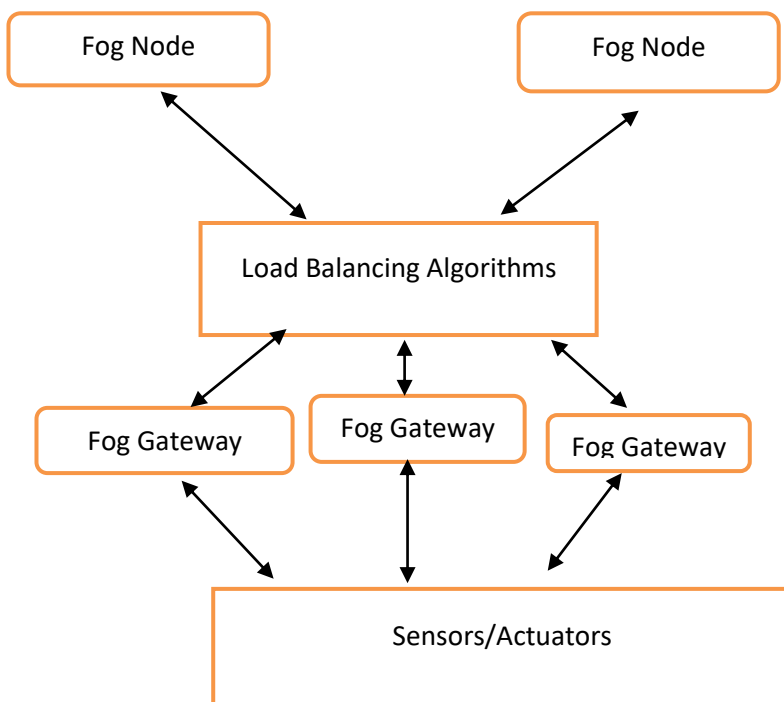 Fog Node
Fog Node
Load Balancing Algorithms
Fog Gateway
Fog Gateway
Fog Gateway
Sensors/Actuators